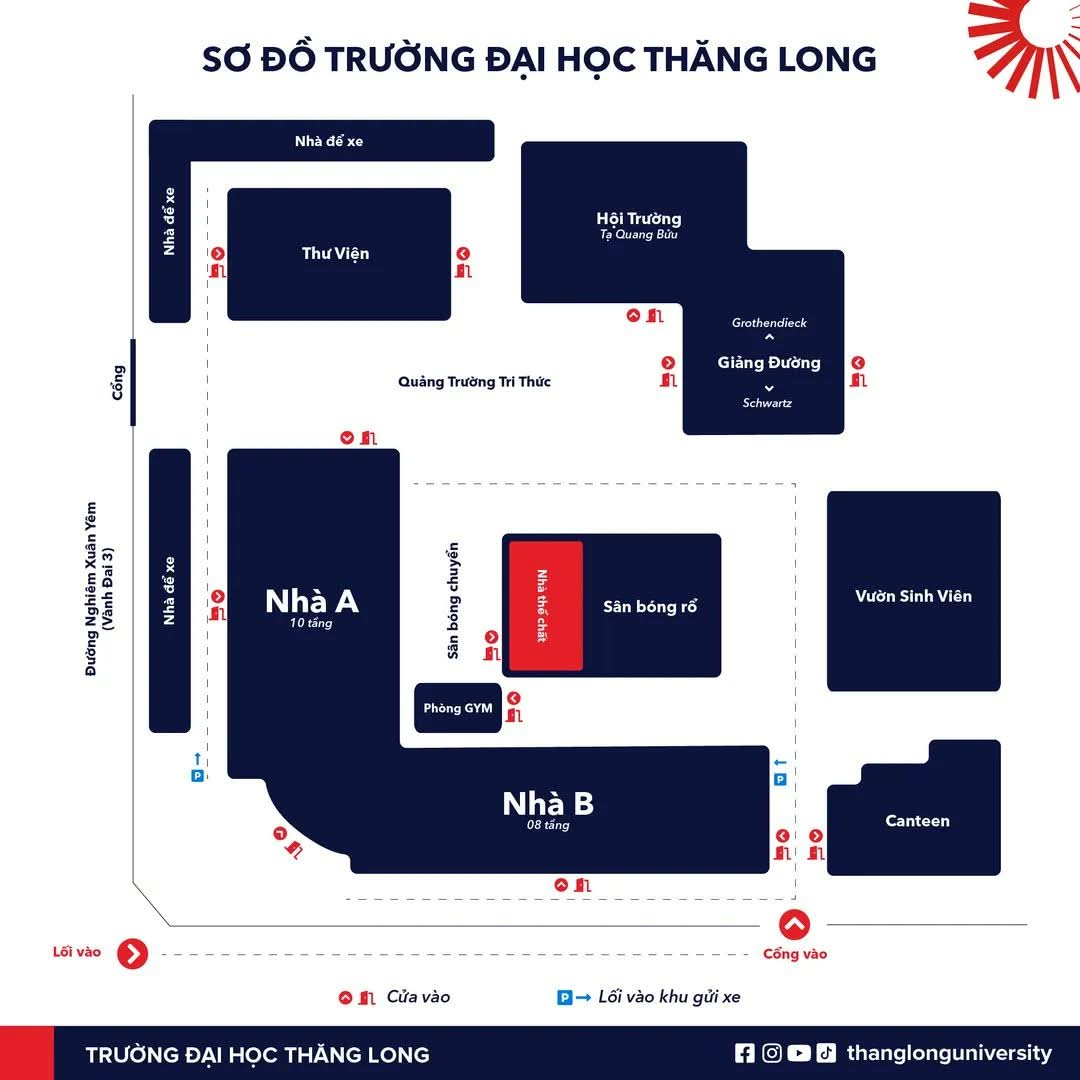 SƠ ĐỒ TRƯỜNG ĐẠI HỌC THĂNG LONG
Nhà để xe
Nhà để xe
Thư Viện
Hội Trường
Tạ Quang Bửu
Grothendieck
Giảng Đường
Schwartz
Cổng
Quảng Trường Tri Thức
Đường Nghiêm Xuân Yêm
(Vành Đai 3)
Nhà để xe
Nhà A
10 tầng
Sân bóng chuyền
Nhà thể chất
Sân bóng rổ
Vườn Sinh Viên
Phòng GYM
P
P
Nhà B
08 tầng
Canteen
Lối vào
Cổng vào
Cửa vào
P Lối vào khu gửi xe
TRƯỜNG ĐẠI HỌC THĂNG LONG
thanglonguniversity